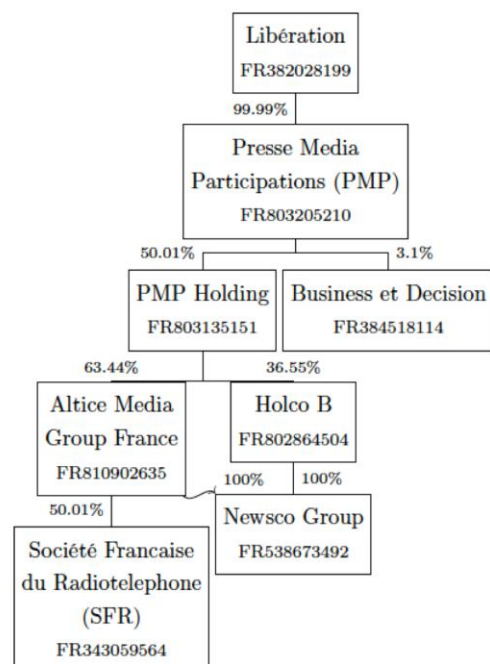 Libération
FR382028199
99.99%
Presse Media
Participations (PMP)
FR803205210
50.01%
3.1%
PMP Holding
FR803135151
Business et Decision
FR384518114
63.44%
36.55%
Altice Media
Group France
FR810902635
Holco B
FR802864504
50.01%
100%
100%
Newsco Group
FR538673492
Société Francaise
du Radiotelephone
(SFR)
FR343059564